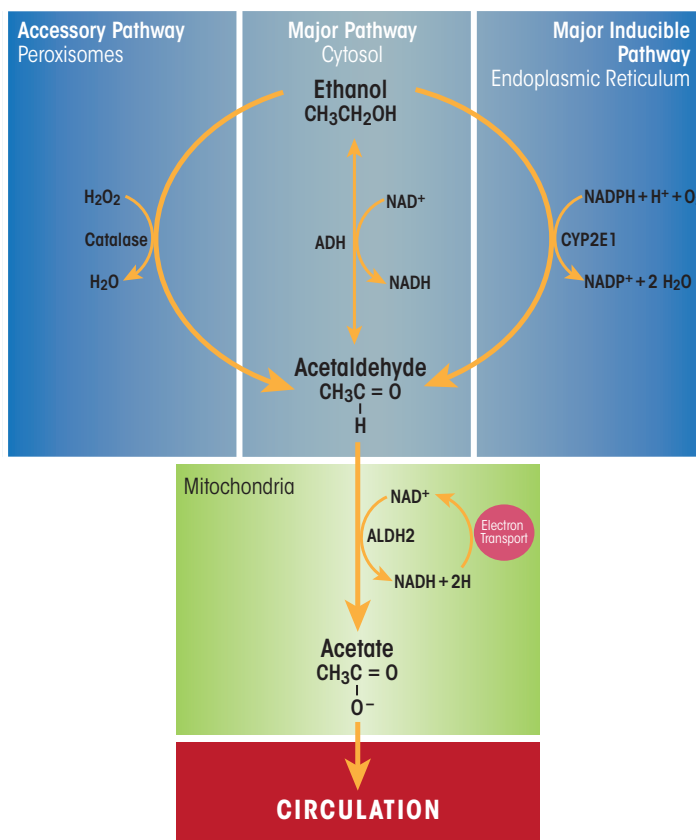 Accessory Pathway
Peroxisomes
Major Pathway
Cytosol
Major Inducible
Pathway
Endoplasmic Reticulum
Ethanol
CH3CH2OH
H2O2
Catalase
H2O
NAD+
ADH
NADH
NADPH + H+ + O
CYP2E1
NADP+ + 2 H2O
Acetaldehyde
CH3C = O
H
Mitochondria
NAD+
ALDH2
NADH + 2H
Electron
Transport
Acetate
CH3C = O
O–
CIRCULATION